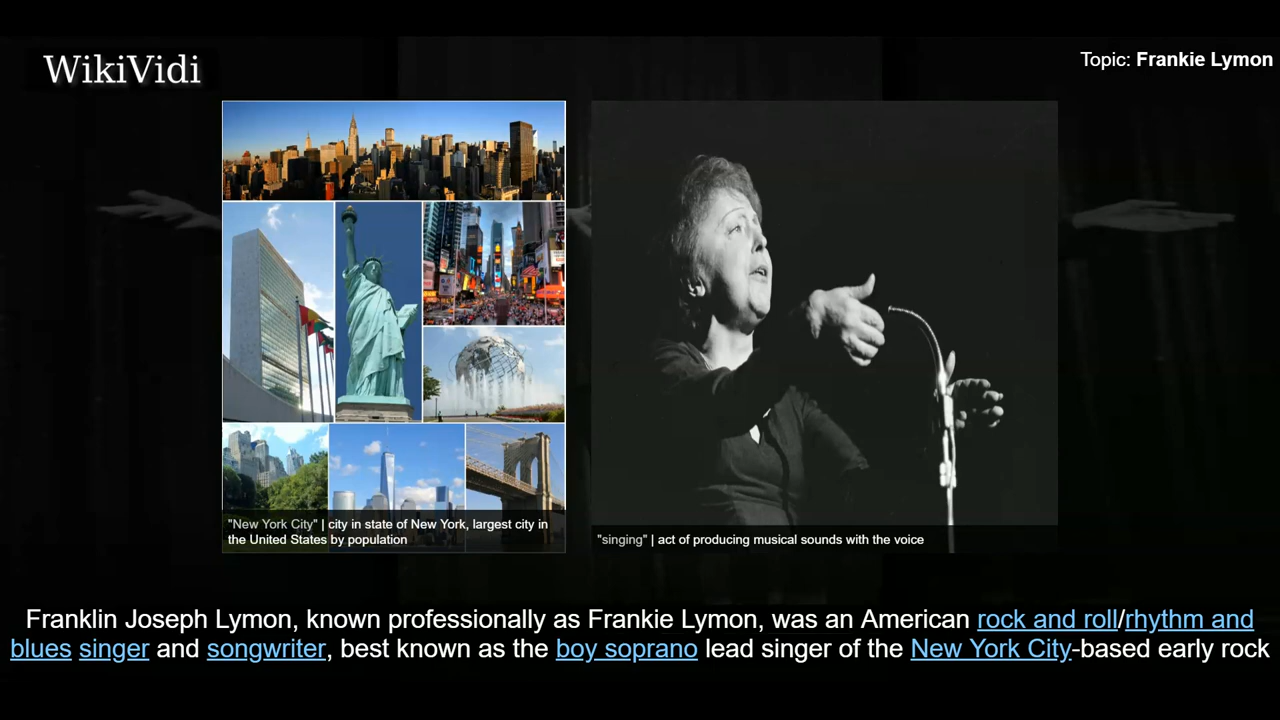 WikiVidi
Topic: Frankie Lymon
"New York City" | city in state of New York, largest city in
the United States by population
"singing" | act of producing musical sounds with the voice
Franklin Joseph Lymon, known professionally as Frankie Lymon, was an American rock and roll/rhythm and
blues singer and songwriter, best known as the boy soprano lead singer of the New York City-based early rock